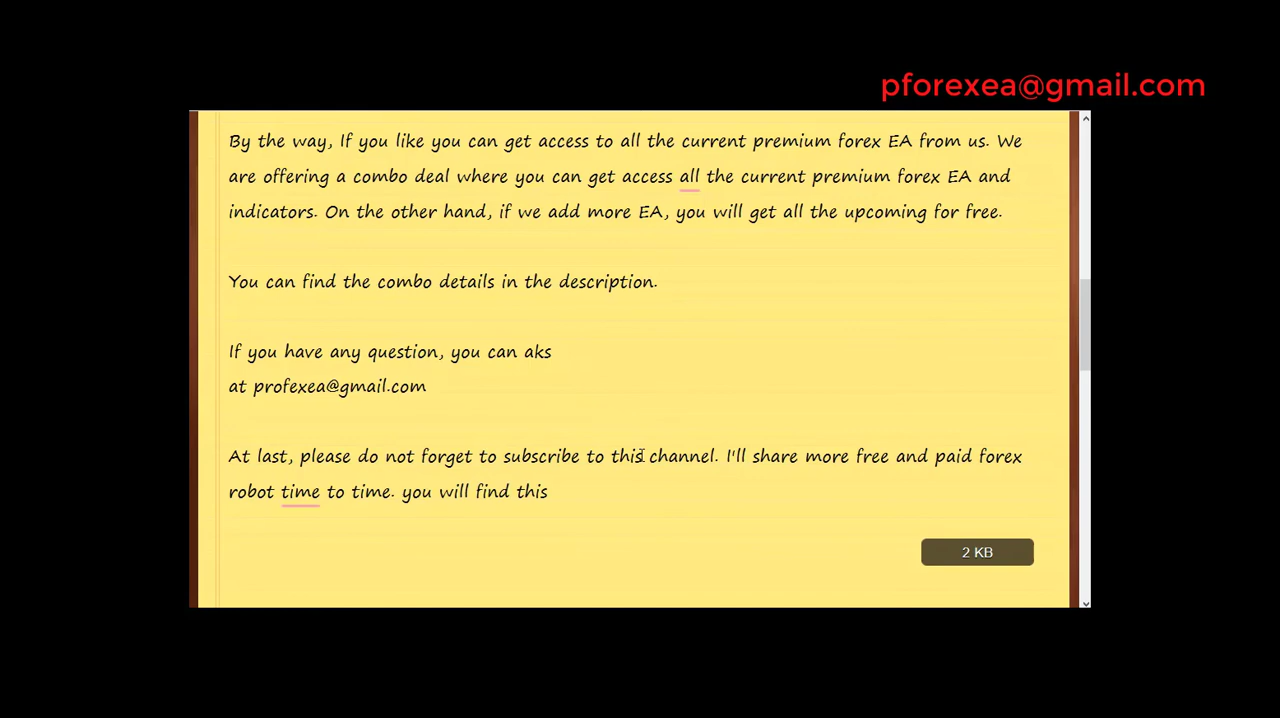 pforexea@gmail.com
By the way, If you like you can get access to all the current premium forex EA from us. We
are offering a combo deal where you can get access all the current premium forex EA and
indicators. On the other hand, if we add more EA, you will get all the upcoming for free.
You can find the combo details in the description.
If you have any question, you can aks
at profexea@gmail.com
At last, please do not forget to subscribe to this channel. I'll share more free and paid forex
robot time to time. you will find this
2 KB